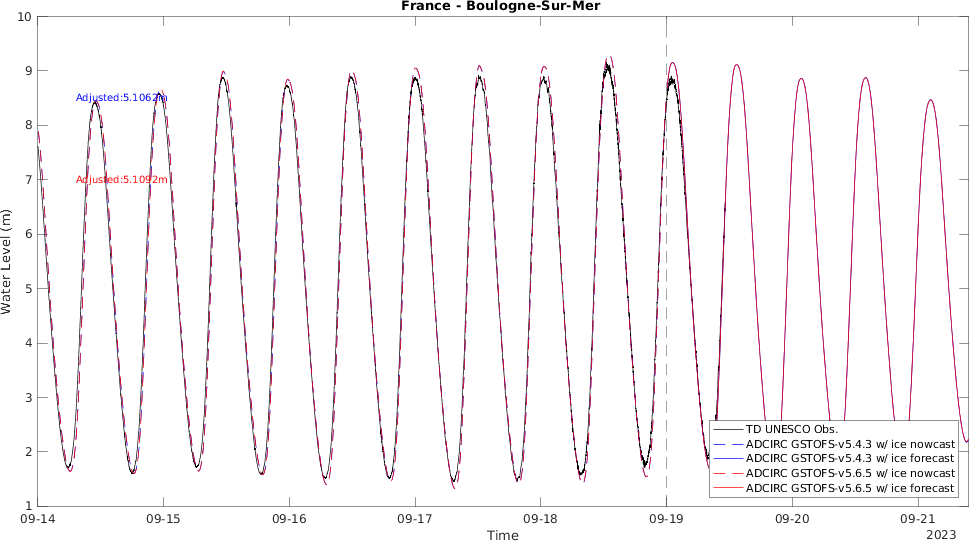 France - Boulogne-Sur-Mer
10
9
8
7
6
5
4
3
2
1
Water Level (m)
Adjusted:5.1062m
Adjusted:5.1092m
TD UNESCO Obs.
ADCIRC GSTOFS-v5.4.3 w/ ice nowcast
ADCIRC GSTOFS-v5.4.3 w/ ice forecast
ADCIRC GSTOFS-v5.6.5 w/ ice nowcast
ADCIRC GSTOFS-v5.6.5 w/ ice forecast
09-14 09-15 09-16 09-17 09-18 09-19 09-20 09-21
Time
2023